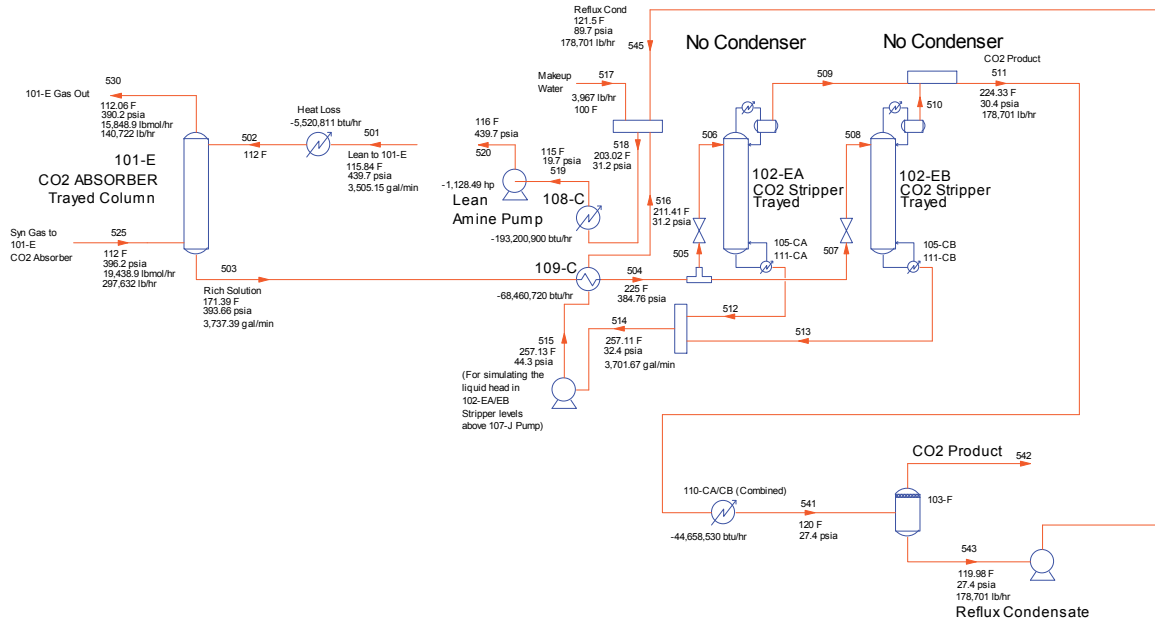 530
101-E Gas Out
112.06 F
390.2 psia
15,848.9 lbmol/hr
140,722 lb/hr
101-E
CO2 ABSORBER
Trayed Column
Syn Gas to
101-E
CO2 Absorber
525
112 F
396.2 psia
19,438.9 lbmol/hr
297,632 lb/hr
Heat Loss
-5,520,811 btu/hr
502
112 F
501
Lean to 101-E
115.84 F
439.7 psia
3,505.15 gal/min
503
Rich Solution
171.39 F
393.66 psia
3,737.39 gal/min
116 F
439.7 psia
520
115 F
19.7 psia
519
-1,128.49 hp
Lean
Amine Pump
108-C
-193,200,900 btu/hr
Reflux Cond
121.5 F
89.7 psia
178,701 lb/hr
545
Makeup
Water
517
3,967 lb/hr
100 F
518
203.02 F
31.2 psia
516
211.41 F
31.2 psia
109-C
-68,460,720 btu/hr
504
225 F
384.76 psia
505
506
507
508
No Condenser
No Condenser
509
510
CO2 Product
511
224.33 F
30.4 psia
178,701 lb/hr
102-EA
CO2 Stripper
Trayed
102-EB
CO2 Stripper
Trayed
105-CA
111-CA
105-CB
111-CB
512
513
514
257.11 F
32.4 psia
3,701.67 gal/min
515
257.13 F
44.3 psia
(For simulating the
liquid head in
102-EA/EB
Stripper levels
above 107-J Pump)
110-CA/CB (Combined)
-44,658,530 btu/hr
541
120 F
27.4 psia
CO2 Product
542
103-F
543
119.98 F
27.4 psia
178,701 lb/hr
Reflux Condensate